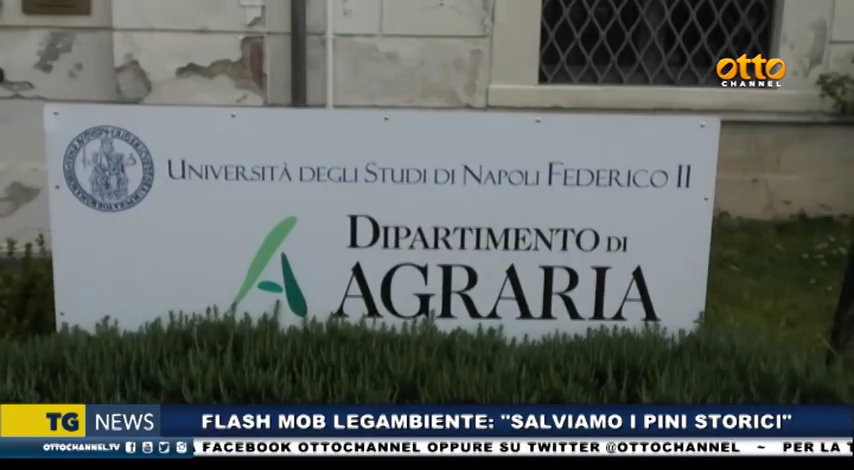 otto
CHANNEL
UNIVERSITÀ DEGLI STUDI DI NAPOLI FEDERICO II
DIPARTIMENTO DI
AGRARIA
TG NEWS
FLASH MOB LEGAMBIENTE: "SALVIAMO I PINI STORICI"
OTTOCHANNEL.TV
A FACEBOOK OTTOCHANNEL OPPURE SU TWITTER @OTTOCHANNEL ~ PER LA T